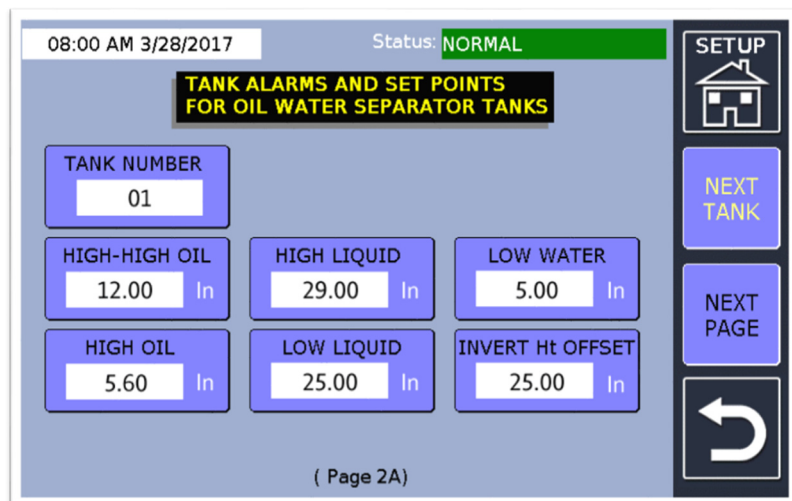 08:00 AM 3/28/2017
Status: NORMAL
SETUP
TANK ALARMS AND SET POINTS
FOR OIL WATER SEPARATOR TANKS
TANK NUMBER
01
NEXT
TANK
HIGH-HIGH OIL
12.00 In
HIGH LIQUID
29.00 In
LOW WATER
5.00 In
NEXT
PAGE
HIGH OIL
5.60 In
LOW LIQUID
25.00 In
INVERT Ht OFFSET
25.00 In
( Page 2A)